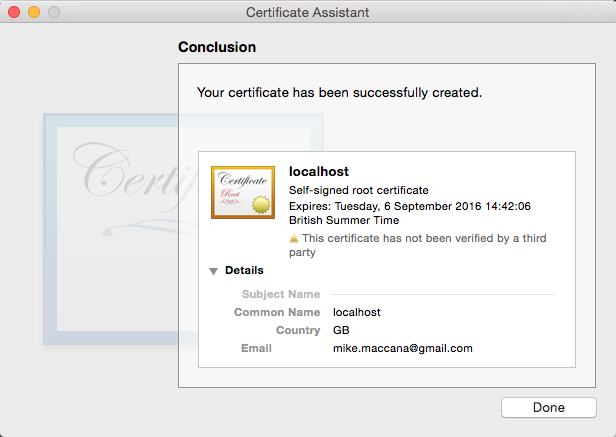 Certificate Assistant
Conclusion
Your certificate has been successfully created.
Certificate
Root
localhost
Self-signed root certificate
Expires: Tuesday, 6 September 2016 14:42:06
British Summer Time
This certificate has not been verified by a third
party
Details
Subject Name
Common Name localhost
Country GB
Email mike.maccana@gmail.com
Done